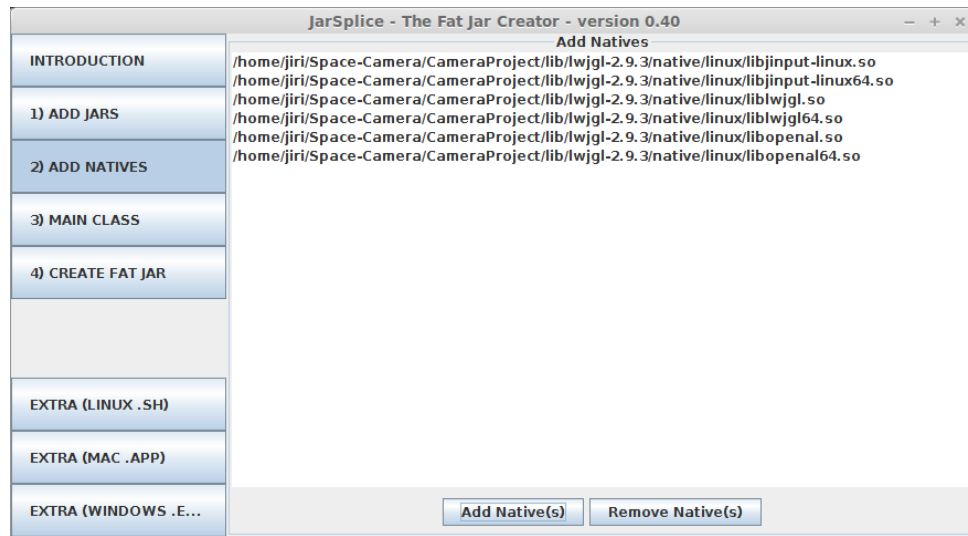 JarSplice - The Fat Jar Creator - version 0.40
INTRODUCTION
1) ADD JARS
2) ADD NATIVES
3) MAIN CLASS
4) CREATE FAT JAR
EXTRA (LINUX .SH)
EXTRA (MAC .APP)
EXTRA (WINDOWS .E...
Add Natives
/home/jiri/Space-Camera/CameraProject/lib/lwjgl-2.9.3/native/linux/libjinput-linux.so
/home/jiri/Space-Camera/CameraProject/lib/lwjgl-2.9.3/native/linux/libjinput-linux64.so
/home/jiri/Space-Camera/CameraProject/lib/lwjgl-2.9.3/native/linux/liblwjgl.so
/home/jiri/Space-Camera/CameraProject/lib/lwjgl-2.9.3/native/linux/liblwjgl64.so
/home/jiri/Space-Camera/CameraProject/lib/lwjgl-2.9.3/native/linux/libopenal.so
/home/jiri/Space-Camera/CameraProject/lib/lwjgl-2.9.3/native/linux/libopenal64.so
Add Native(s)
Remove Native(s)